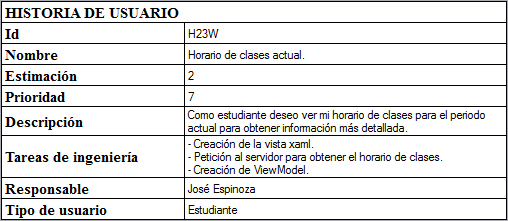 HISTORIA DE USUARIO
Id H23W
Nombre Horario de clases actual.
Estimación 2
Prioridad 7
Descripción Como estudiante deseo ver mi horario de clases para el periodo
actual para obtener información más detallada.
Tareas de ingeniería - Creación de la vista xaml.
- Petición al servidor para obtener el horario de clases.
- Creación de ViewModel.
Responsable José Espinoza
Tipo de usuario Estudiante